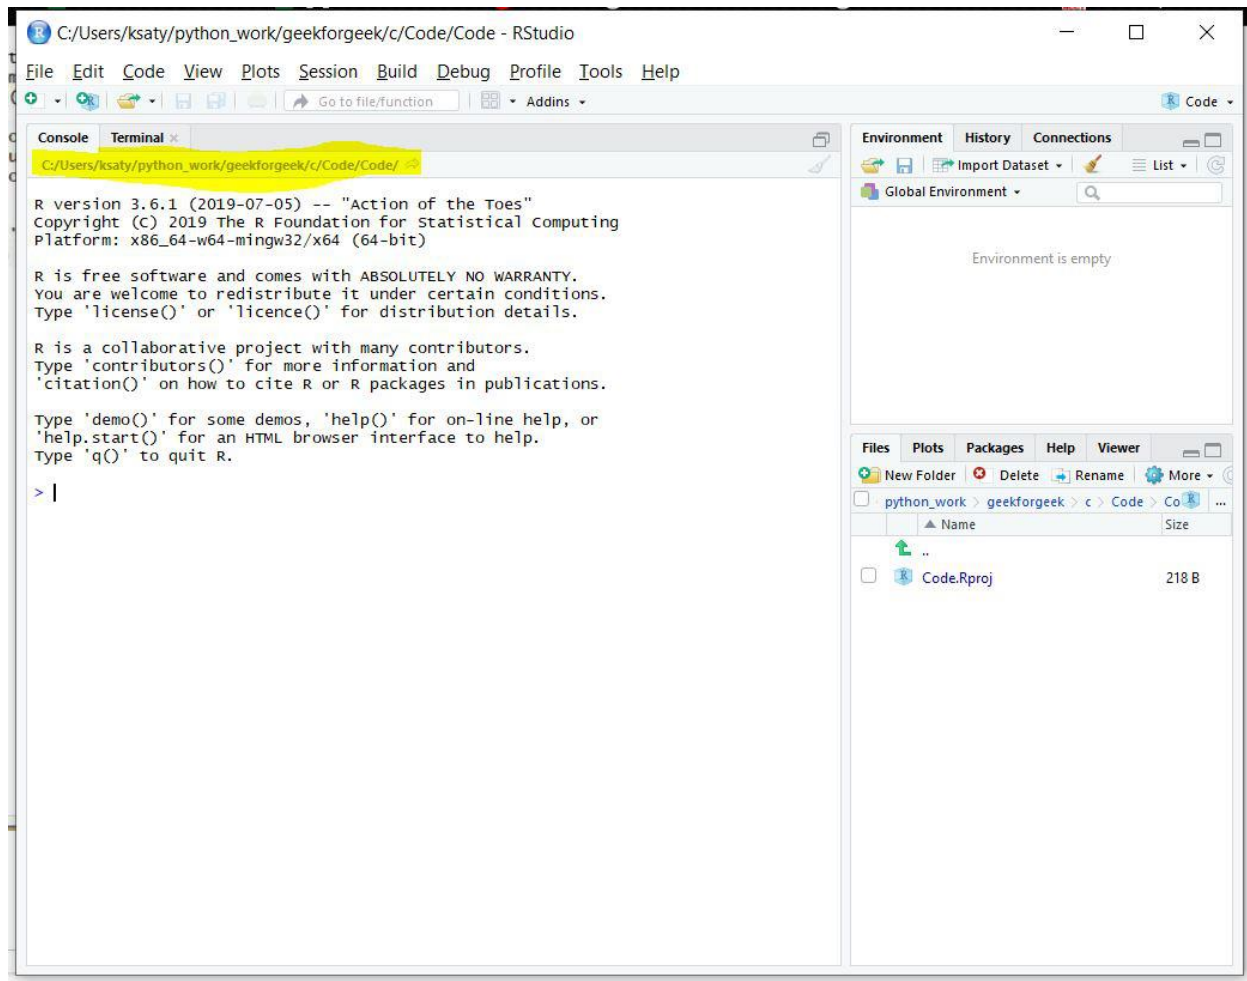 C:/Users/ksaty/python_work/geekforgeek/c/Code/Code - RStudio
File Edit Code View Plots Session Build Debug Profile Tools Help
Go to file/function Addins Code
Console Terminal
C:/Users/ksaty/python_work/geekforgeek/c/Code/Code/
R version 3.6.1 (2019-07-05) -- "Action of the Toes"
Copyright (C) 2019 The R Foundation for Statistical Computing
Platform: x86_64-w64-mingw32/x64 (64-bit)
R is free software and comes with ABSOLUTELY NO WARRANTY.
You are welcome to redistribute it under certain conditions.
Type 'license()' or 'licence()' for distribution details.
R is a collaborative project with many contributors.
Type 'contributors()' for more information and
'citation()' on how to cite R or R packages in publications.
Type 'demo()' for some demos, 'help()' for on-line help, or
'help.start()' for an HTML browser interface to help.
Type 'q()' to quit R.
>
Environment History Connections
Import Dataset List
Global Environment
Environment is empty
Files Plots Packages Help Viewer
New Folder Delete Rename More
python_work > geekforgeek > c > Code > Co ...
Name Size
..
Code.Rproj 218 B